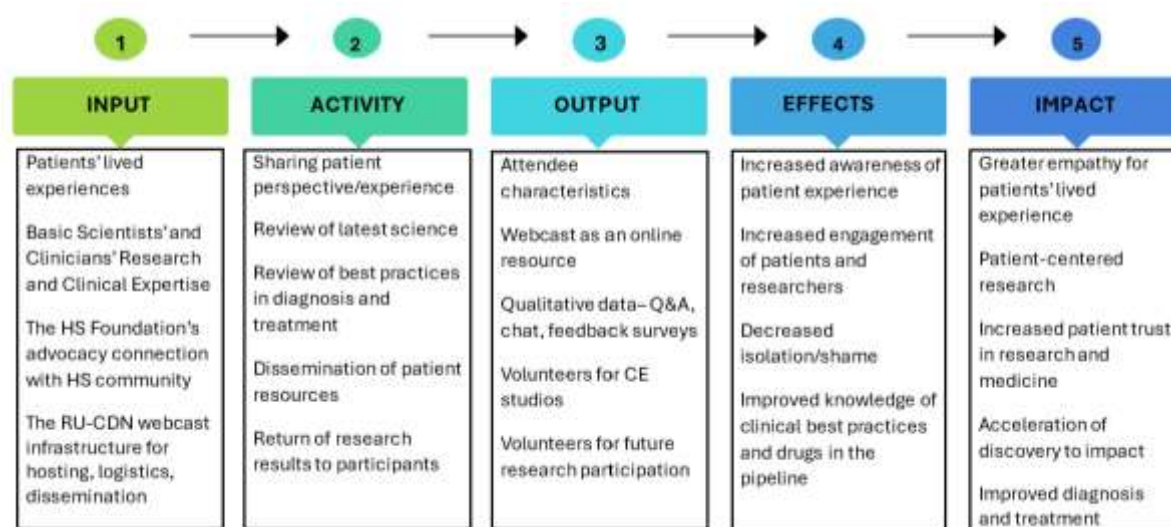 1
2
3
4
5
INPUT
ACTIVITY
OUTPUT
EFFECTS
IMPACT
Patients' lived
experiences
Basic Scientists' and
Clinicians' Research
and Clinical Expertise
The HS Foundation's
advocacy connection
with HS community
The RU-CDN webcast
infrastructure for
hosting, logistics,
dissemination
Sharing patient
perspective/experience
Review of latest science
Review of best practices
in diagnosis and
treatment
Dissemination of patient
resources
Return of research
results to participants
Attendee
characteristics
Webcast as an online
resource
Qualitative data– Q&A,
chat, feedback surveys
Volunteers for CE
studios
Volunteers for future
research participation
Increased awareness of
patient experience
Increased engagement
of patients and
researchers
Decreased
isolation/shame
Improved knowledge of
clinical best practices
and drugs in the
pipeline
Greater empathy for
patients' lived
experience
Patient-centered
research
Increased patient trust
in research and
medicine
Acceleration of
discovery to impact
Improved diagnosis
and treatment